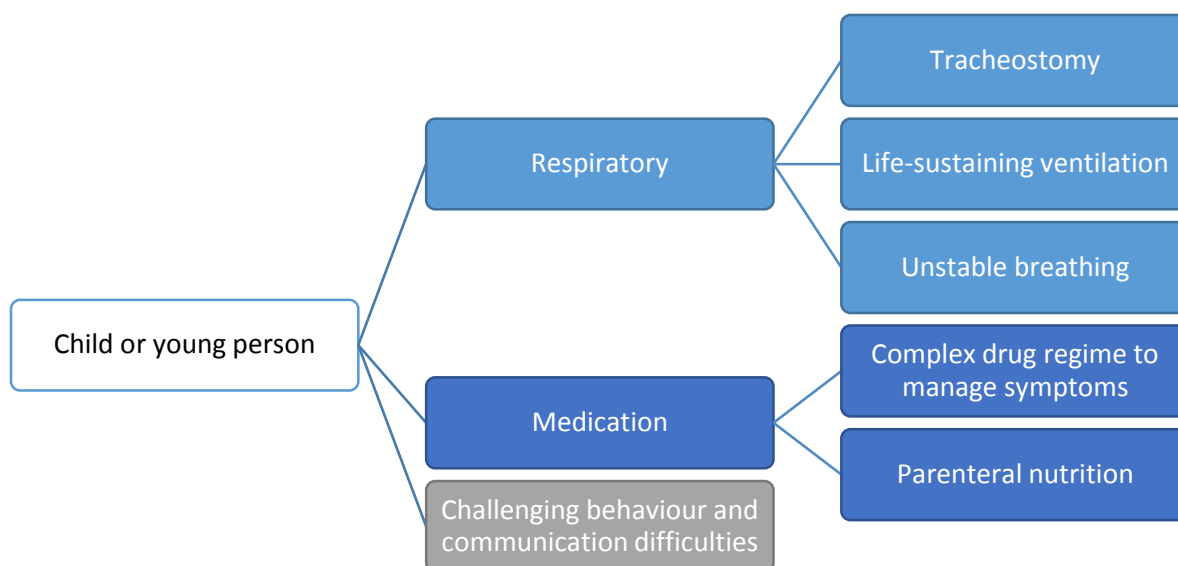 Tracheostomy
Respiratory
Life-sustaining ventilation
Unstable breathing
Child or young person
Complex drug regime to
manage symptoms
Medication
Parenteral nutrition
Challenging behaviour and
communication difficulties